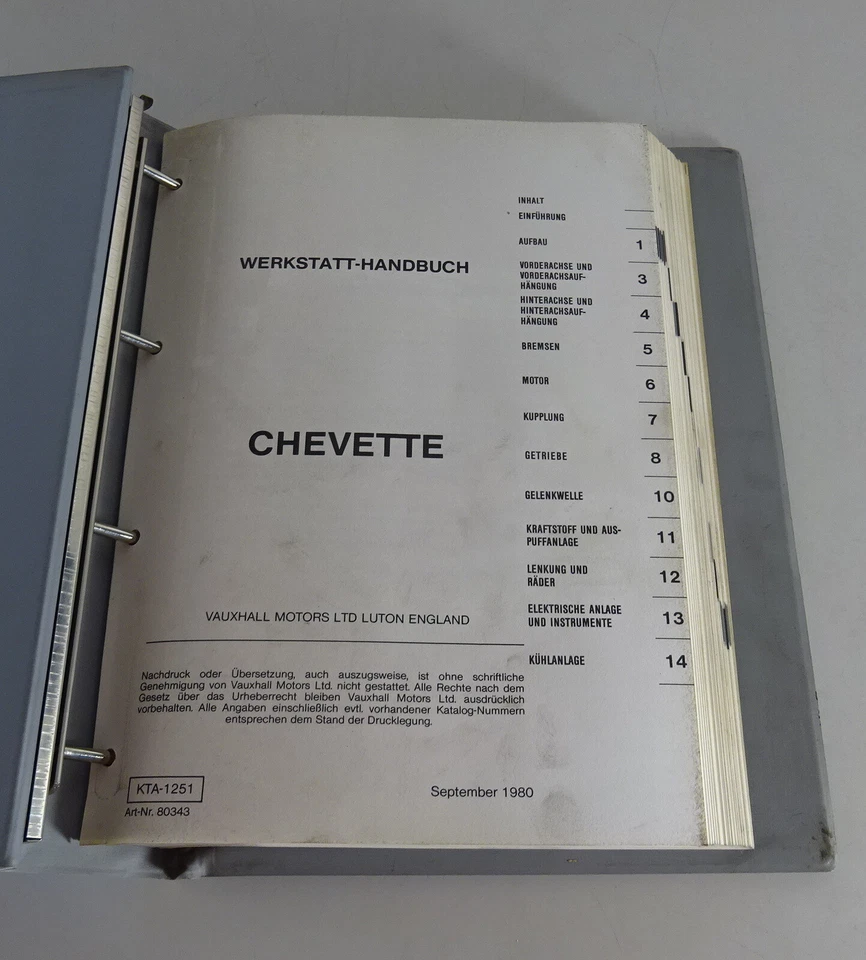 WERKSTATT-HANDBUCH
CHEVETTE
VAUXHALL MOTORS LTD LUTON ENGLAND
Nachdruck oder Übersetzung, auch auszugsweise, ist ohne schriftliche
Genehmigung von Vauxhall Motors Ltd. nicht gestattet. Alle Rechte nach dem
Gesetz über das Urheberrecht bleiben Vauxhall Motors Ltd. ausdrücklich
vorbehalten. Alle Angaben einschließlich evtl. vorhandener Katalog-Nummern
entsprechen dem Stand der Drucklegung.
KTA-1251
Art-Nr. 80343
September 1980
INHALT
EINFÜHRUNG
AUFBAU 1
VORDERACHSE UND
VORDERACHSAUF- 3
HÄNGUNG
HINTERACHSE UND
HINTERACHSAUF- 4
HÄNGUNG
BREMSEN 5
MOTOR 6
KUPPLUNG 7
GETRIEBE 8
GELENKWELLE 10
KRAFTSTOFF UND AUS-
PUFFANLAGE 11
LENKUNG UND
RÄDER 12
ELEKTRISCHE ANLAGE
UND INSTRUMENTE 13
KÜHLANLAGE 14